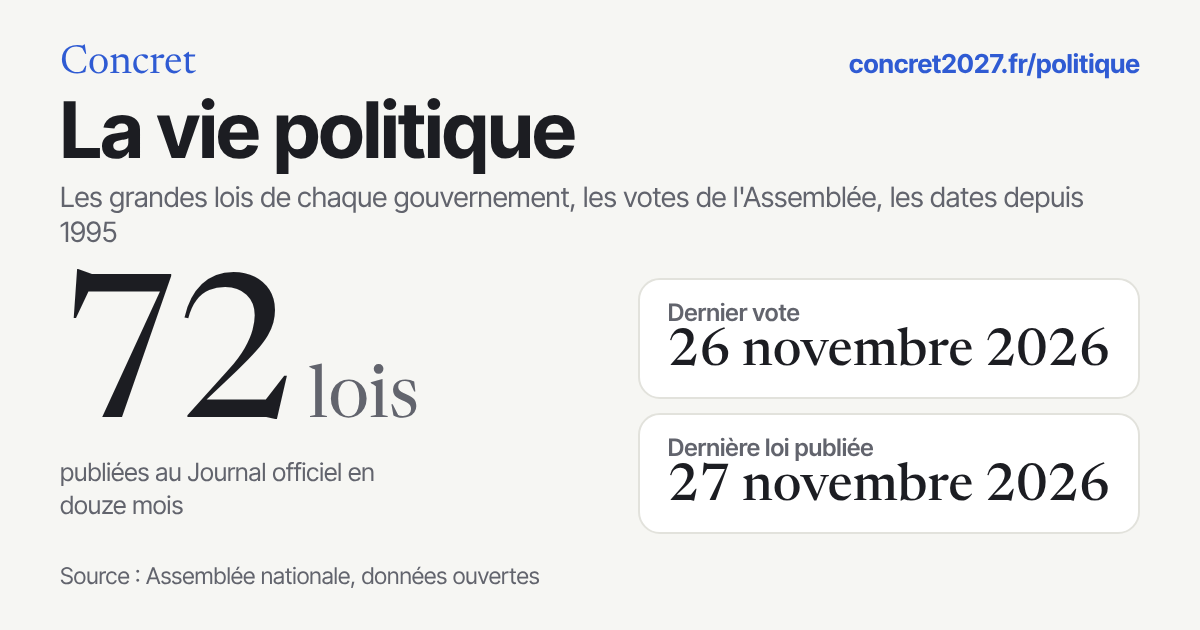 Concret
concret2027.fr/politique
La vie politique
Les grandes lois de chaque gouvernement, les votes de l'Assemblée, les dates depuis
1995
72 lois
publiées au Journal officiel en
douze mois
Dernier vote
26 novembre 2026
Dernière loi publiée
27 novembre 2026
Source : Assemblée nationale, données ouvertes